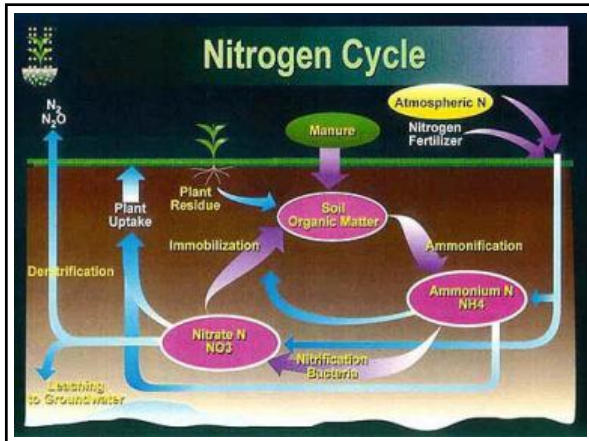 Nitrogen Cycle
N2
N2O
Atmospheric N
Nitrogen
Fertilizer
Manure
Plant
Residue
Plant
Uptake
Soil
Organic Matter
Immobilization
Ammonification
Denitrification
Ammonium N
NH4
Nitrate N
NO3
Nitrification
Bacteria
Leaching
to Groundwater